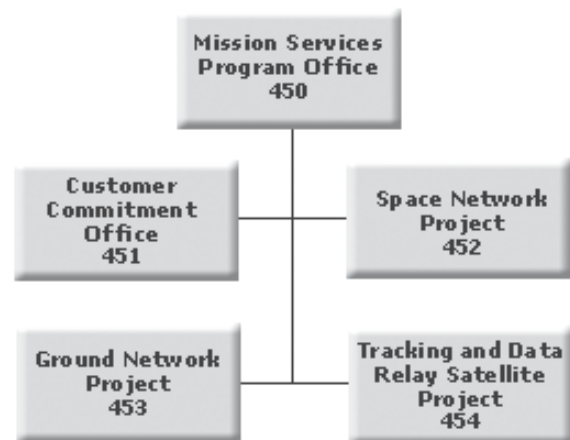 Mission Services
Program Office
450
Customer
Commitment
Office
451
Space Network
Project
452
Ground Network
Project
453
Tracking and Data
Relay Satellite
Project
454